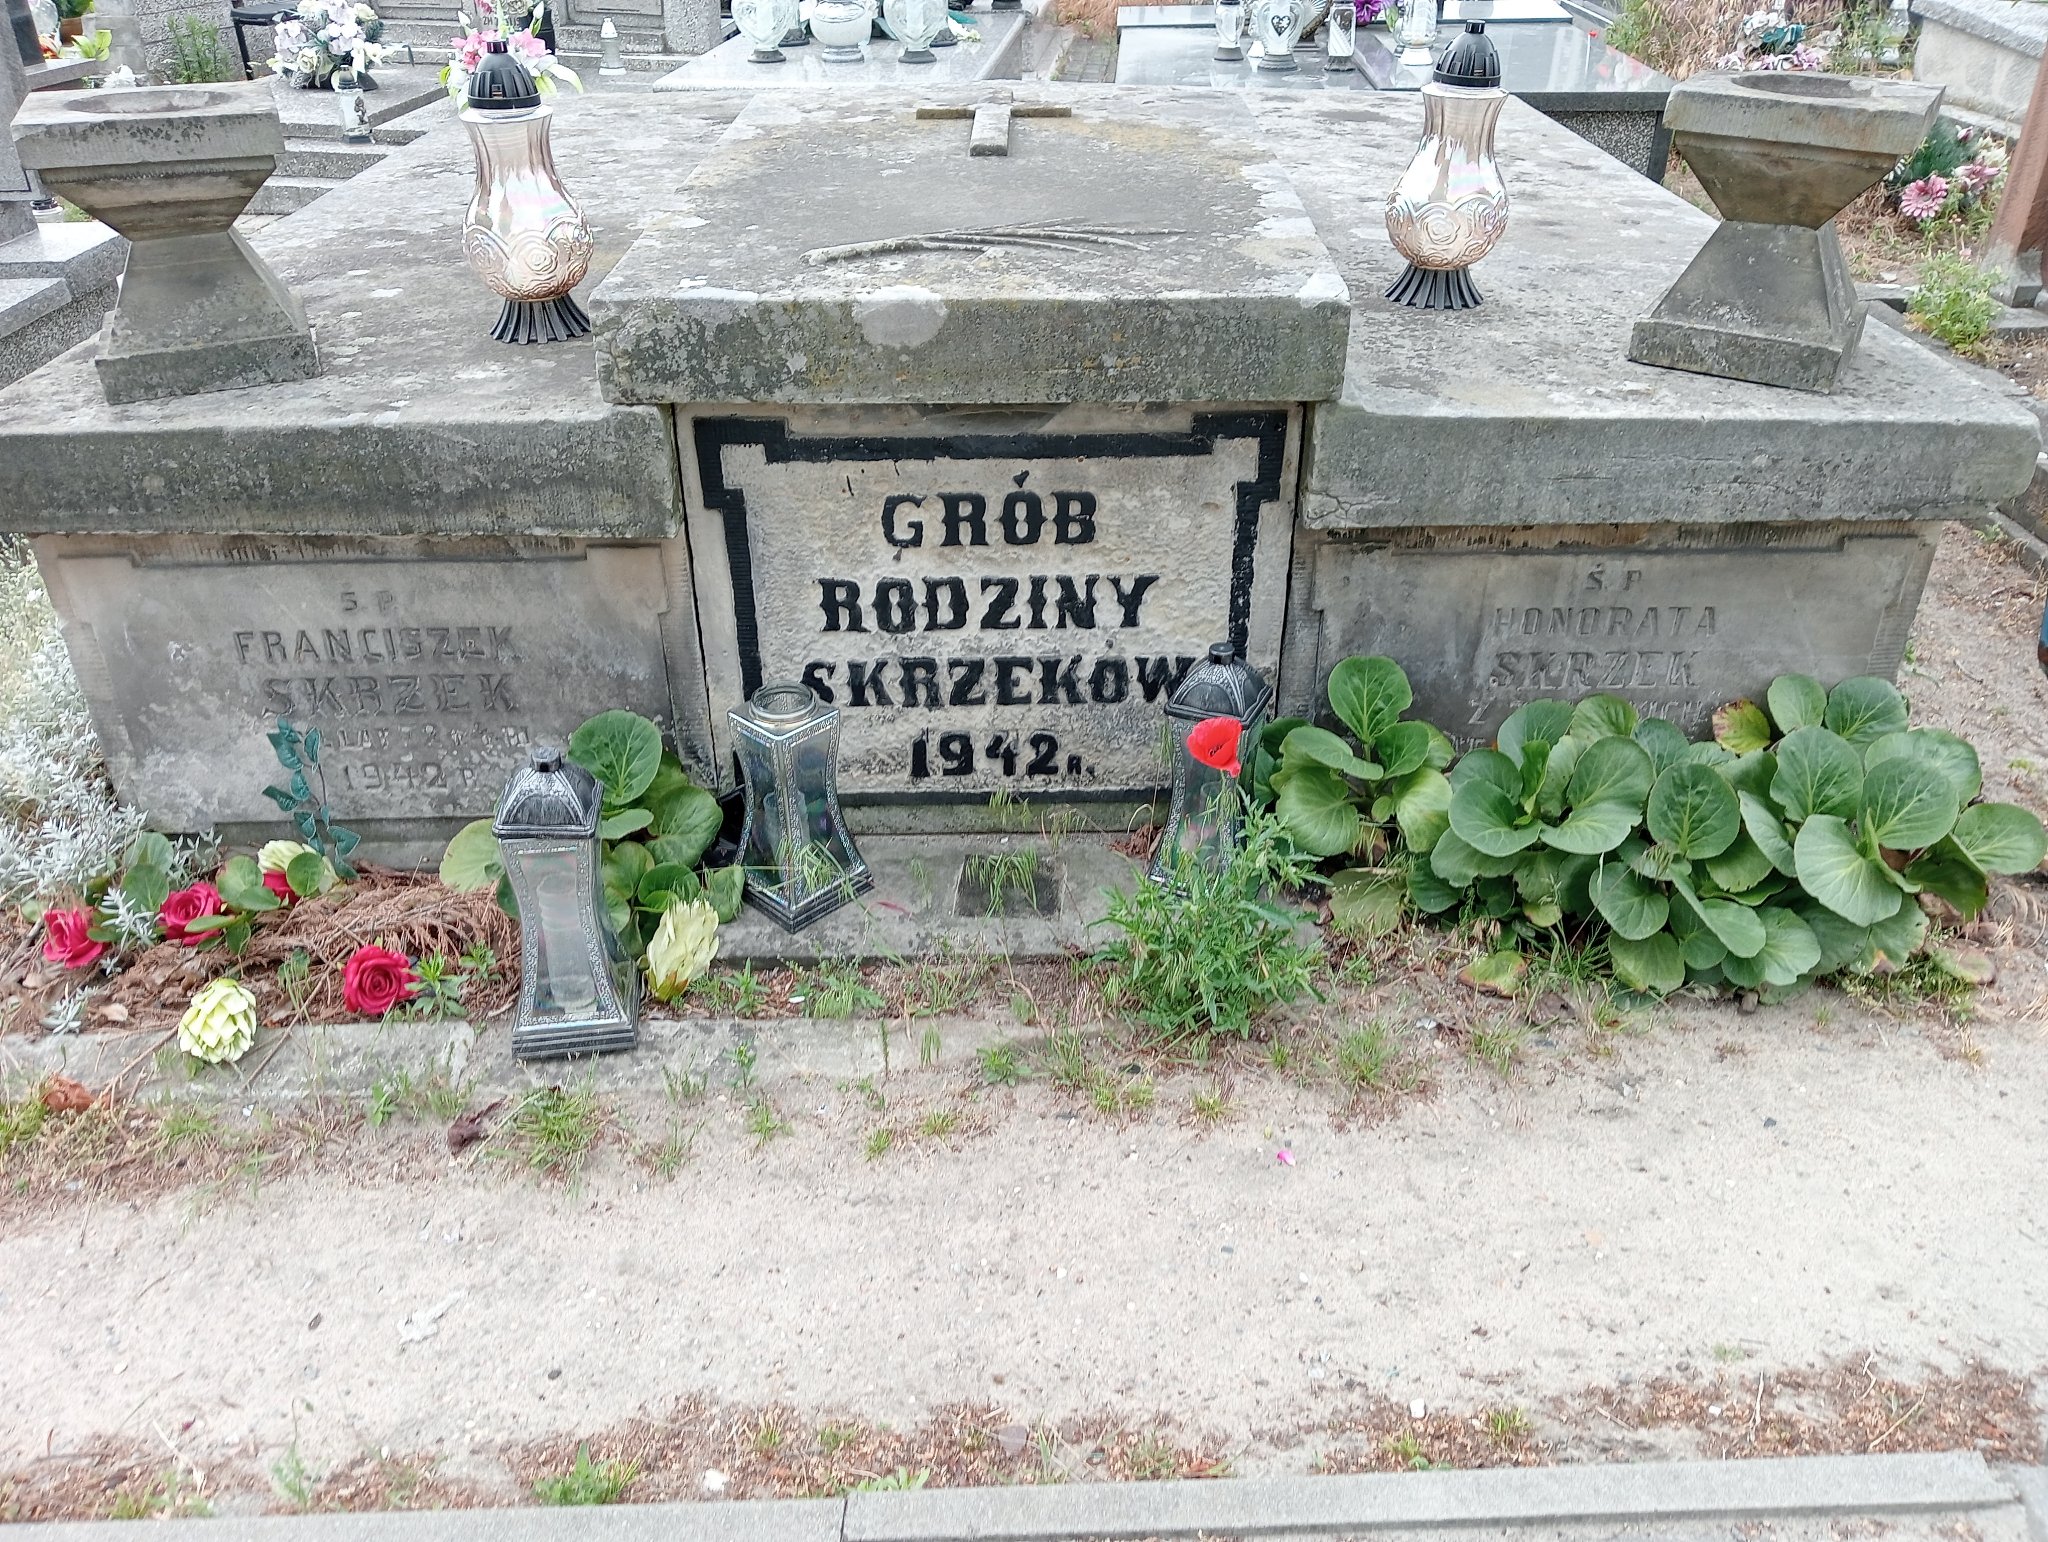 Ś.P.
FRANCISZEK
SKRZEK
1942 R.
GRÓB
RODZINY
SKRZEKÓW
1942 R.
Ś.P
HONORATA
SKRZEK
Z